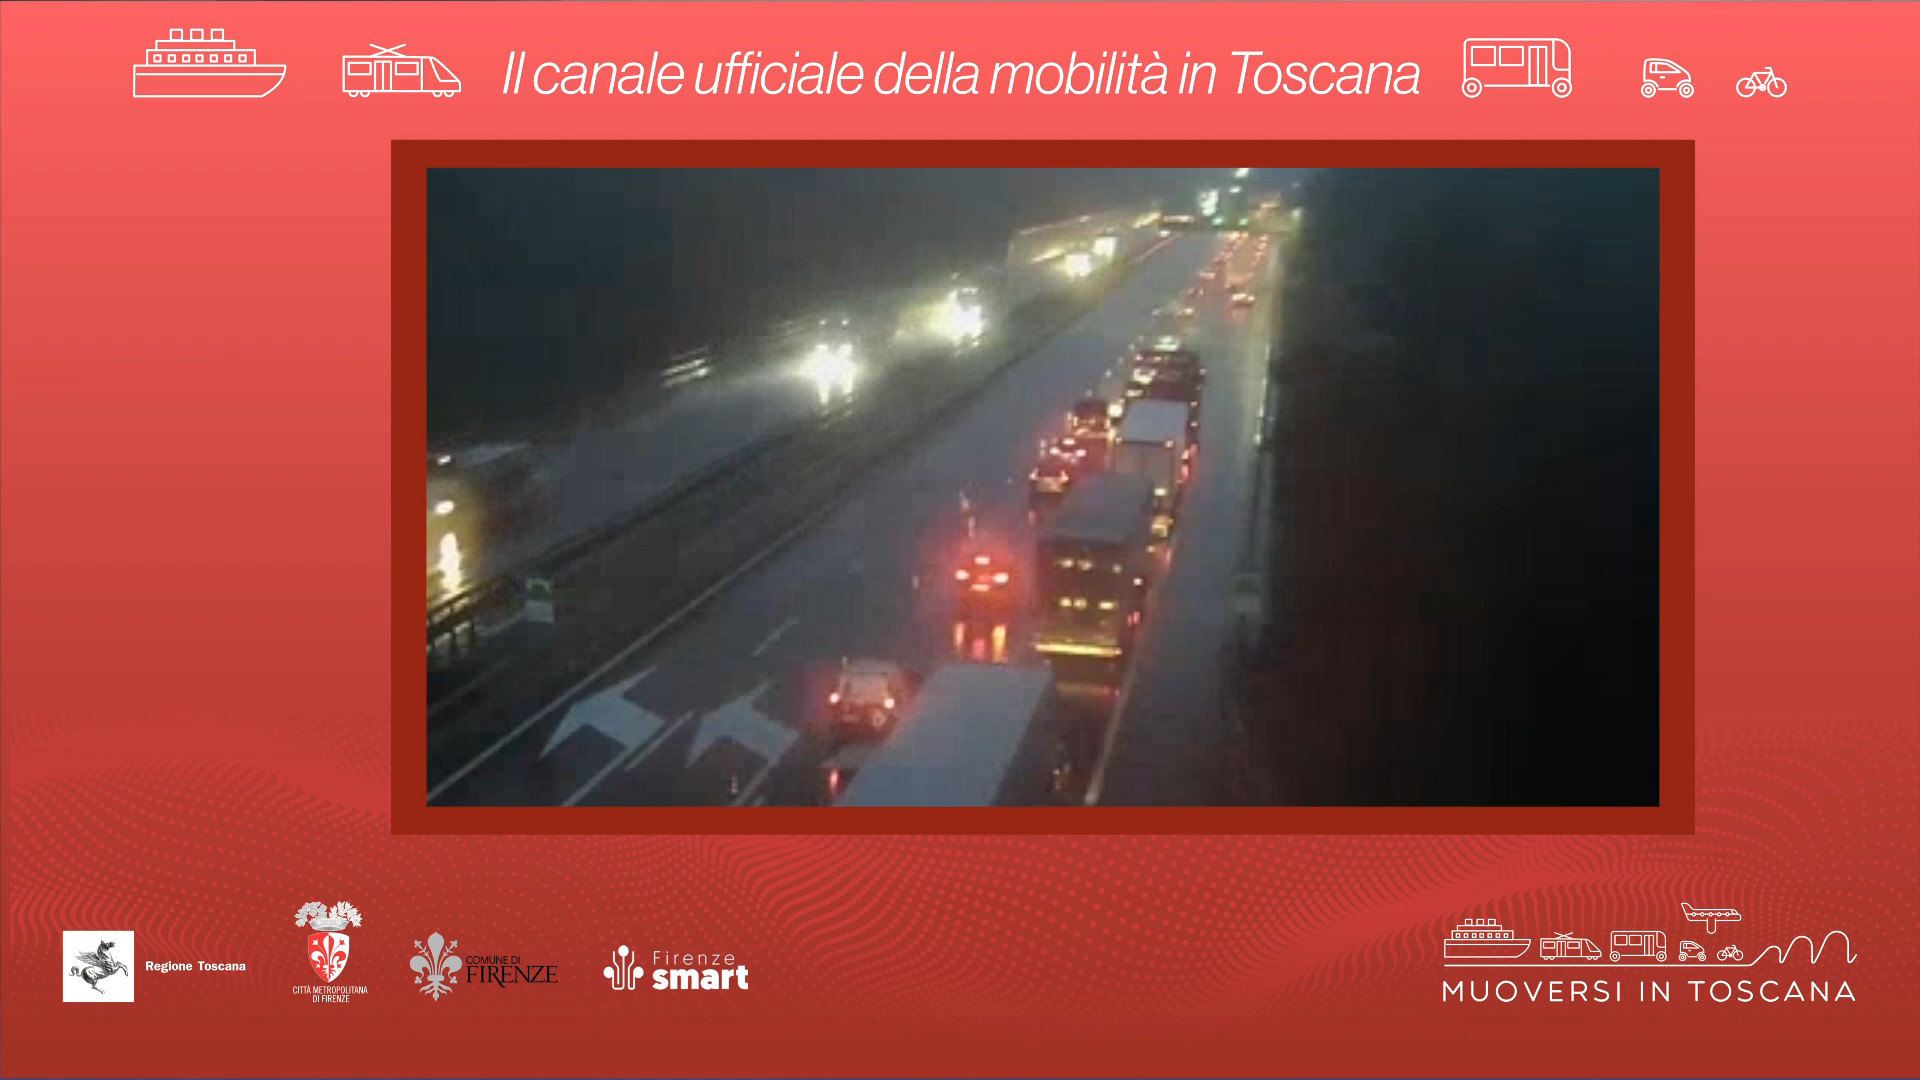 Il canale ufficiale della mobilità in Toscana
Regione Toscana
CITTÀ METROPOLITANA
DI FIRENZE
COMUNE DI
FIRENZE
Firenze
smart
MUOVERSI IN TOSCANA